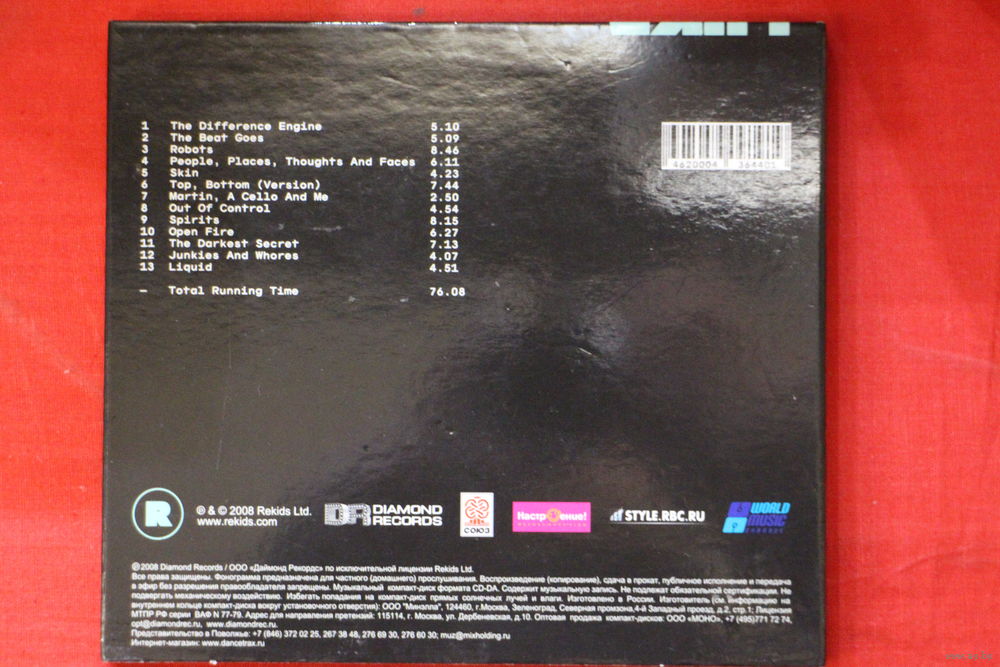 1 The Difference Engine 5.10
2 The Beat Goes 5.09
3 Robots 8.46
4 People, Places, Thoughts And Faces 6.11
5 Skin 4.23
6 Top, Bottom (Version) 7.44
7 Martin, A Cello And Me 2.50
8 Out Of Control 4.54
9 Spirits 8.15
10 Open Fire 6.27
11 The Darkest Secret 7.13
12 Junkies And Whores 4.07
13 Liquid 4.51
— Total Running Time 76.08
4620004 364401
R
℗ & © 2008 Rekids Ltd.
www.rekids.com
DR DIAMOND
RECORDS
СОЮЗ
Настроение!
STYLE.RBC.RU
WORLD
MUSIC
℗2008 Diamond Records / ООО «Даймонд Рекордс» по исключительной лицензии Rekids Ltd.
Все права защищены. Фонограмма предназначена для частного (домашнего) прослушивания. Воспроизведение (копирование), сдача в прокат, публичное исполнение и передача
в эфир без разрешения правообладателя запрещены. Музыкальный компакт-диск формата CD-DA. Содержит музыкальную запись. Не подлежат обязательной сертификации. Не
подвергать механическому воздействию. Избегать попадания на компакт-диск прямых солнечных лучей и влаги. Изготовлено в России. Изготовитель (см. информацию на
внутреннем кольце компакт-диска вокруг установочного отверстия): ООО "Минэлла", 124460, г.Москва, Зеленоград, Северная промзона,4-й Западный проезд, д.2, стр.1; Лицензия
МТПР РФ серии ВАФ N 77-79. Адрес для направления претензий: 115114, г. Москва, ул. Дербеневская, д.10. Оптовая продажа компакт-дисков: ООО «МОНО», +7 (495)771 72 74,
opt@diamondrec.ru, www.diamondrec.ru.
Представительство в Поволжье: +7 (846) 372 02 25, 267 38 48, 276 69 30, 276 60 30; muz@mixholding.ru
Интернет-магазин: www.dancetrax.ru